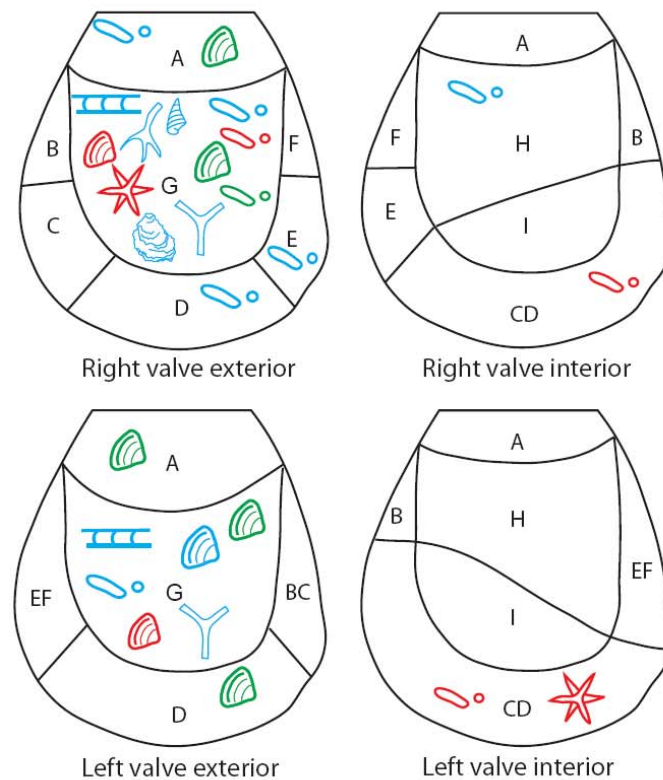 A
B
F
G
C
E
D
Right valve exterior
A
F
H
B
E
I
CD
Right valve interior
A
G
EF
BC
D
Left valve exterior
A
B
H
EF
I
CD
Left valve interior